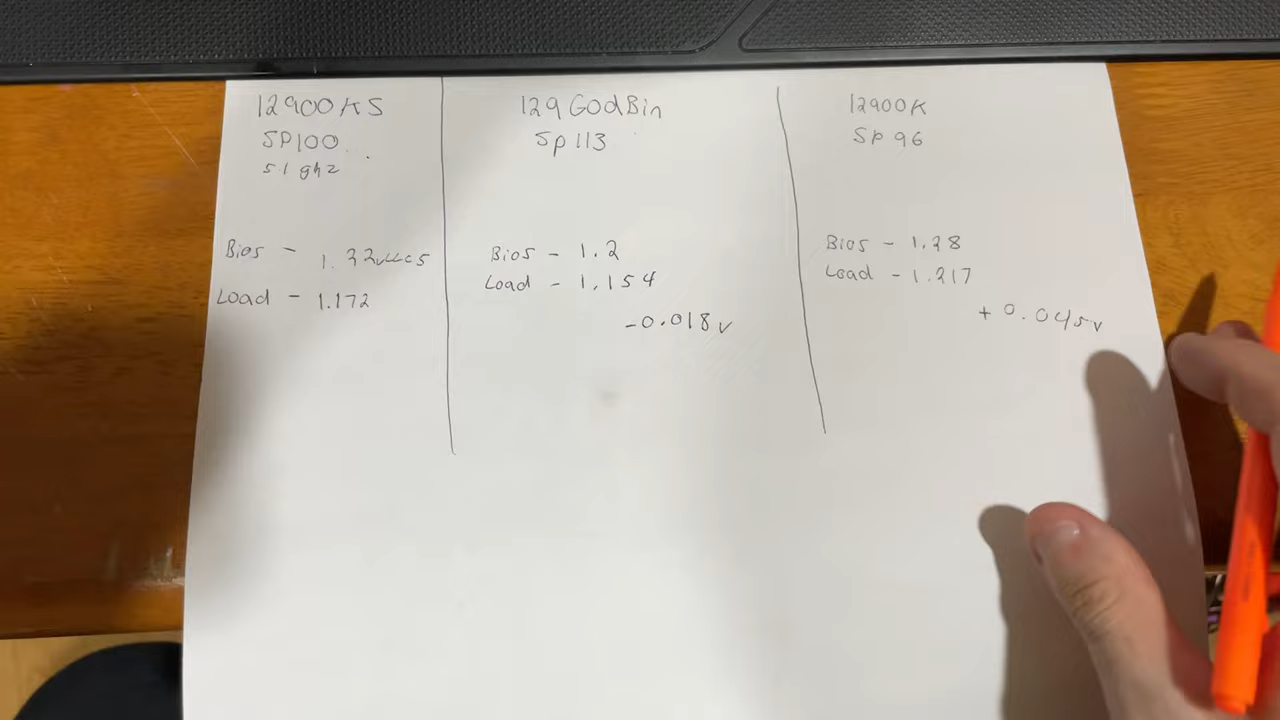 12900KS
SP100
5.1 ghz
Bios - 1.22
Load - 1.172
129 GodBin
Sp 113
Bios - 1.2
Load - 1.154
-0.018v
12900K
SP 96
Bios - 1.28
Load - 1.217
+ 0.045v